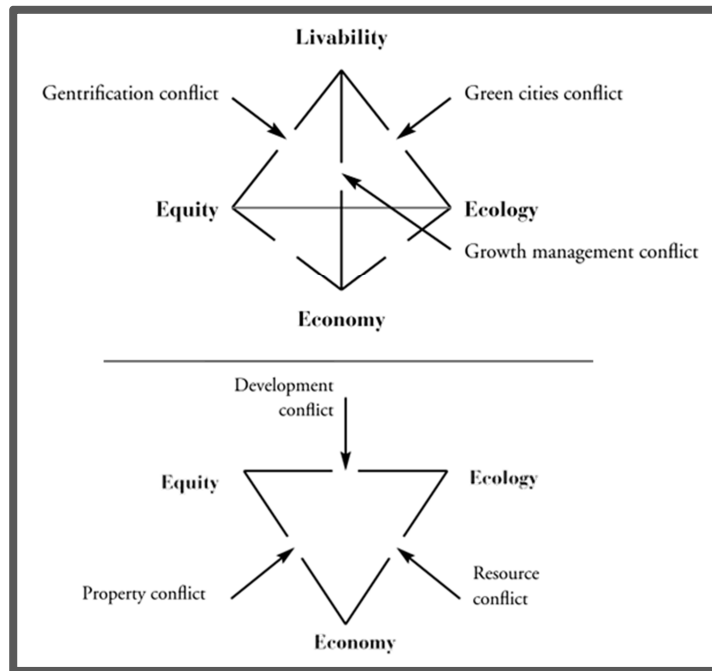 Livability
Gentrification conflict
Green cities conflict
Equity
Ecology
Growth management conflict
Economy
Development
conflict
Equity
Ecology
Property conflict
Resource
conflict
Economy